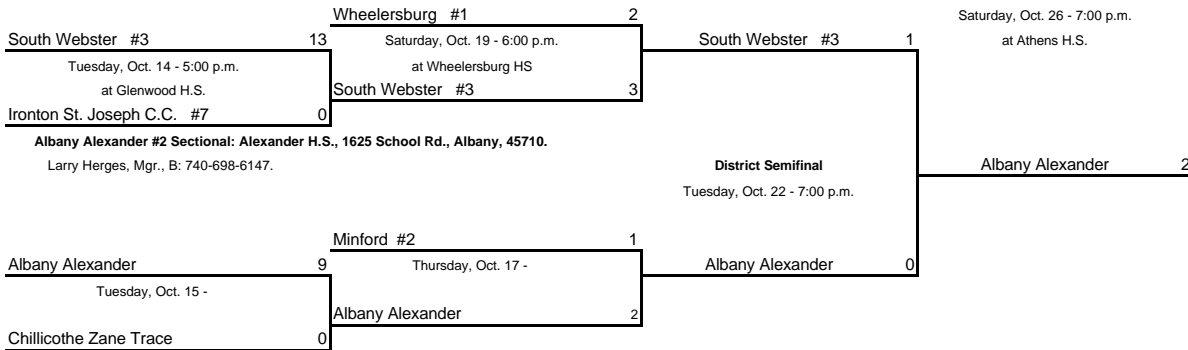 Wheelersburg #1 2
Saturday, Oct. 26 - 7:00 p.m.
South Webster #3 13
Saturday, Oct. 19 - 6:00 p.m.
South Webster #3 1
at Athens H.S.
Tuesday, Oct. 14 - 5:00 p.m.
at Wheelersburg HS
at Glenwood H.S.
South Webster #3 3
Ironton St. Joseph C.C. #7 0
Albany Alexander #2 Sectional: Alexander H.S., 1625 School Rd., Albany, 45710.
Larry Herges, Mgr., B: 740-698-6147.
District Semifinal
Albany Alexander 2
Tuesday, Oct. 22 - 7:00 p.m.
Minford #2 1
Albany Alexander 9
Thursday, Oct. 17 -
Albany Alexander 0
Tuesday, Oct. 15 -
Albany Alexander 2
Chillicothe Zane Trace 0